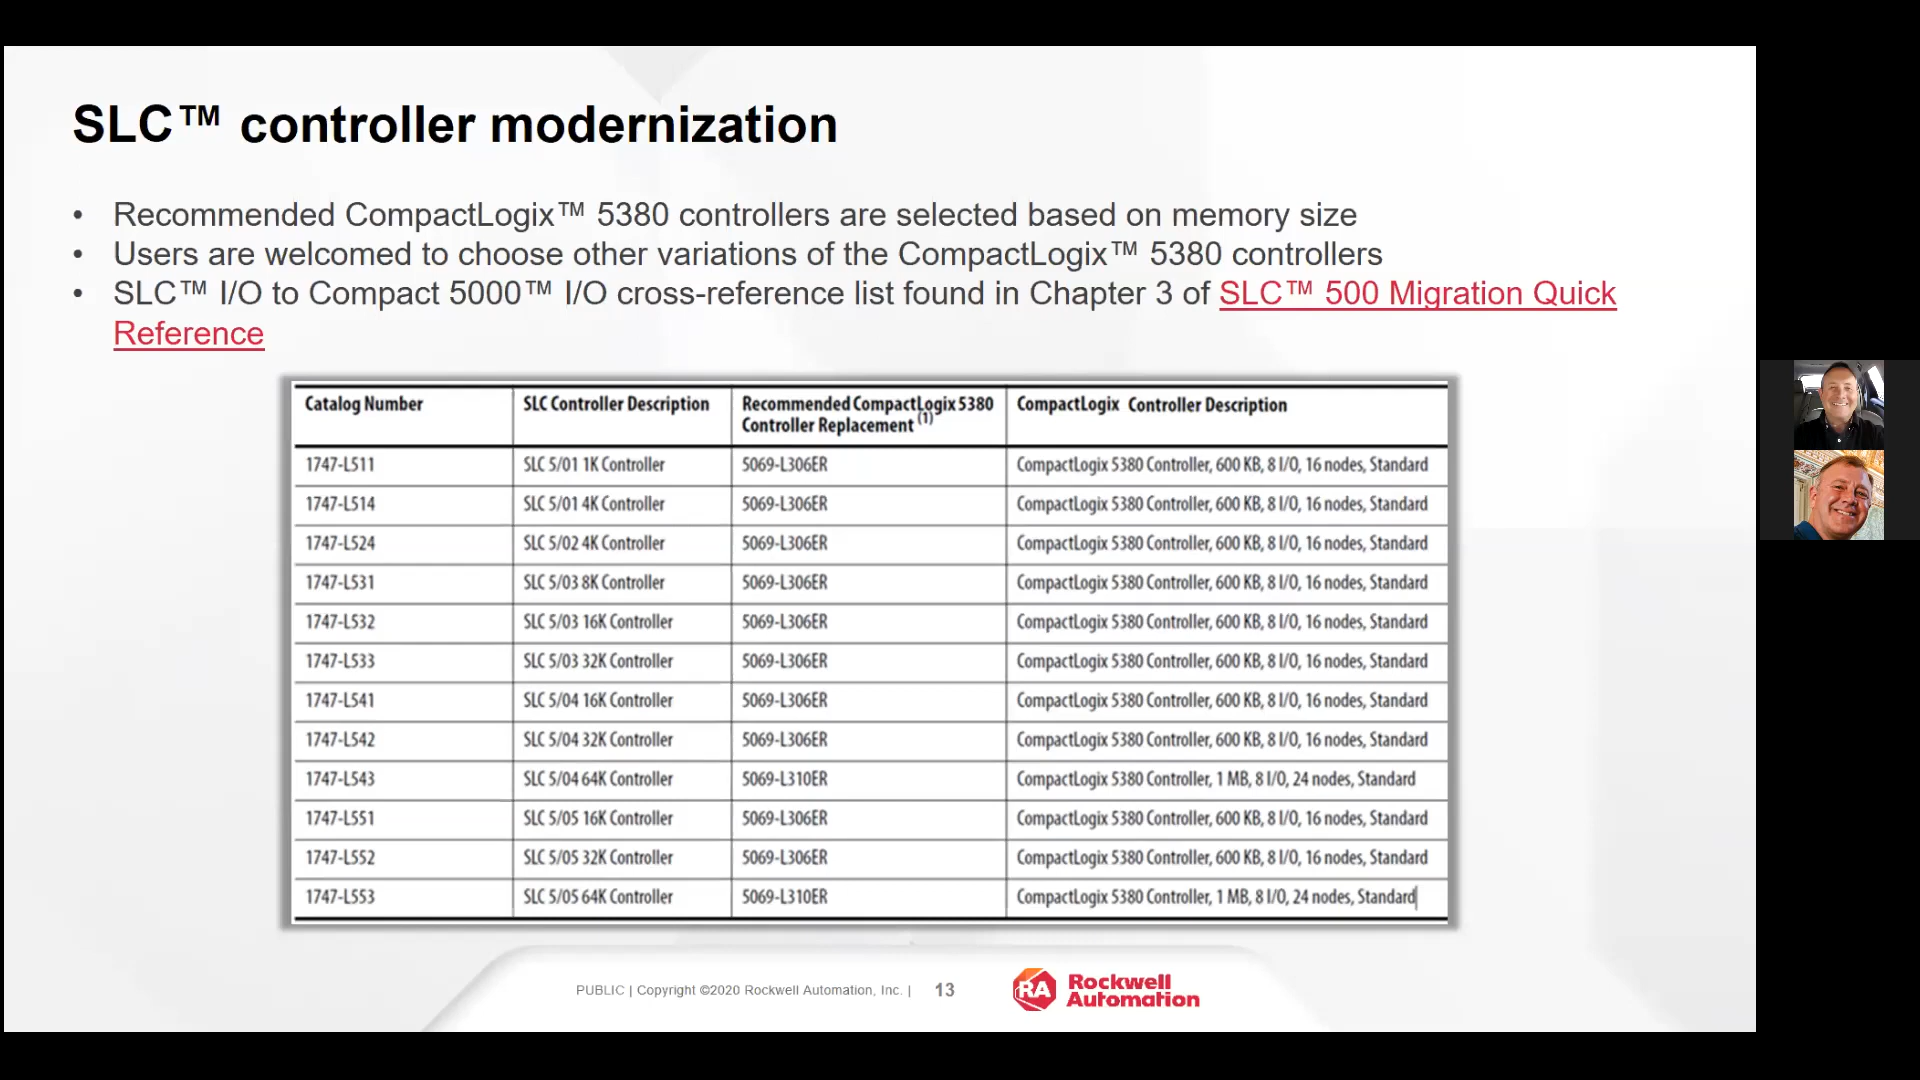 SLC™ controller modernization
• Recommended CompactLogix™ 5380 controllers are selected based on memory size
• Users are welcomed to choose other variations of the CompactLogix™ 5380 controllers
• SLC™ I/O to Compact 5000™ I/O cross-reference list found in Chapter 3 of SLC™ 500 Migration Quick
Reference
Catalog Number SLC Controller Description Recommended CompactLogix 5380 CompactLogix Controller Description
Controller Replacement (1)
1747-L511 SLC 5/01 1K Controller 5069-L306ER CompactLogix 5380 Controller, 600 KB, 8 I/O, 16 nodes, Standard
1747-L514 SLC 5/01 4K Controller 5069-L306ER CompactLogix 5380 Controller, 600 KB, 8 I/O, 16 nodes, Standard
1747-L524 SLC 5/02 4K Controller 5069-L306ER CompactLogix 5380 Controller, 600 KB, 8 I/O, 16 nodes, Standard
1747-L531 SLC 5/03 8K Controller 5069-L306ER CompactLogix 5380 Controller, 600 KB, 8 I/O, 16 nodes, Standard
1747-L532 SLC 5/03 16K Controller 5069-L306ER CompactLogix 5380 Controller, 600 KB, 8 I/O, 16 nodes, Standard
1747-L533 SLC 5/03 32K Controller 5069-L306ER CompactLogix 5380 Controller, 600 KB, 8 I/O, 16 nodes, Standard
1747-L541 SLC 5/04 16K Controller 5069-L306ER CompactLogix 5380 Controller, 600 KB, 8 I/O, 16 nodes, Standard
1747-L542 SLC 5/04 32K Controller 5069-L306ER CompactLogix 5380 Controller, 600 KB, 8 I/O, 16 nodes, Standard
1747-L543 SLC 5/04 64K Controller 5069-L310ER CompactLogix 5380 Controller, 1 MB, 8 I/O, 24 nodes, Standard
1747-L551 SLC 5/05 16K Controller 5069-L306ER CompactLogix 5380 Controller, 600 KB, 8 I/O, 16 nodes, Standard
1747-L552 SLC 5/05 32K Controller 5069-L306ER CompactLogix 5380 Controller, 600 KB, 8 I/O, 16 nodes, Standard
1747-L553 SLC 5/05 64K Controller 5069-L310ER CompactLogix 5380 Controller, 1 MB, 8 I/O, 24 nodes, Standard
PUBLIC | Copyright ©2020 Rockwell Automation, Inc. | 13
RA Rockwell
Automation